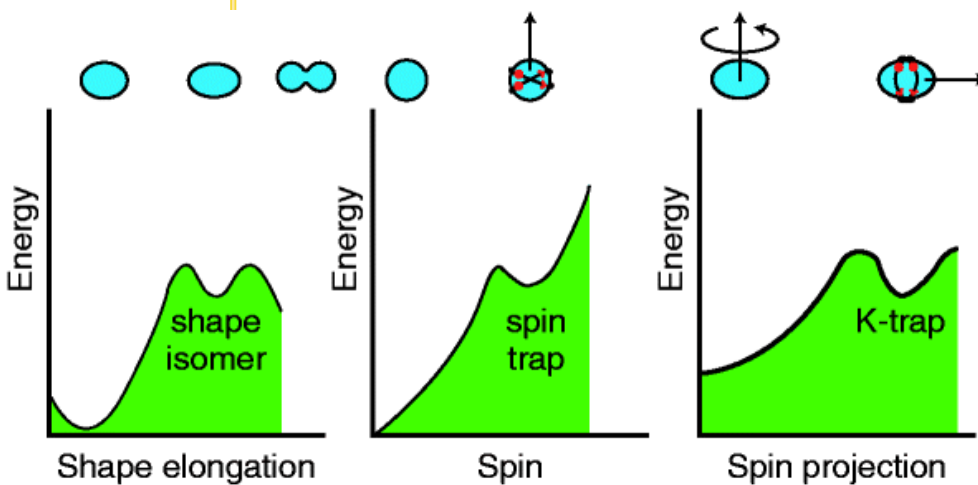 Energy
shape
isomer
Shape elongation
Energy
spin
trap
Spin
Energy
K-trap
Spin projection